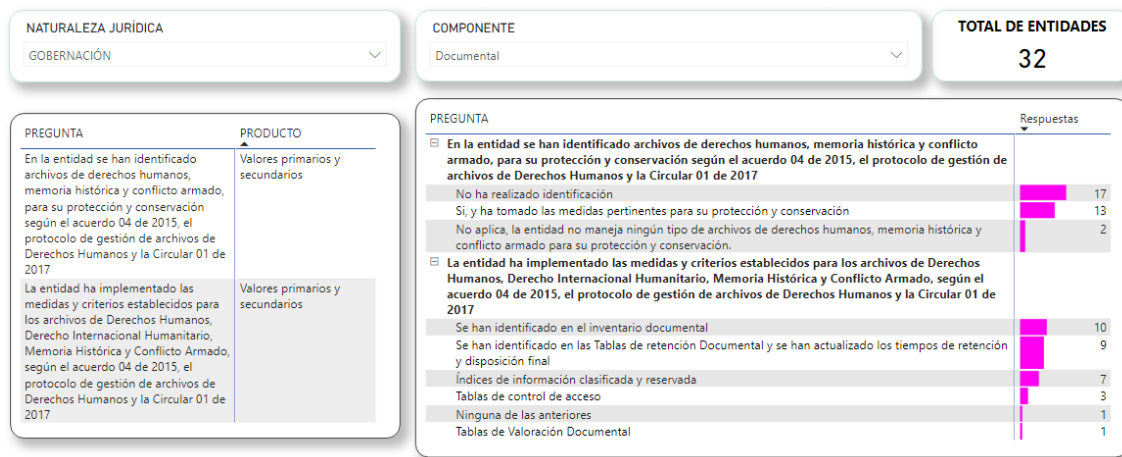 NATURALEZA JURÍDICA
GOBERNACIÓN
COMPONENTE
Documental
TOTAL DE ENTIDADES
32
PREGUNTA PRODUCTO
En la entidad se han identificado Valores primarios y
archivos de derechos humanos, secundarios
memoria histórica y conflicto armado,
para su protección y conservación
según el acuerdo 04 de 2015, el
protocolo de gestión de archivos de
Derechos Humanos y la Circular 01 de
2017
La entidad ha implementado las Valores primarios y
medidas y criterios establecidos para secundarios
los archivos de Derechos Humanos,
Derecho Internacional Humanitario,
Memoria Histórica y Conflicto Armado,
según el acuerdo 04 de 2015, el
protocolo de gestión de archivos de
Derechos Humanos y la Circular 01 de
2017
PREGUNTA Respuestas
En la entidad se han identificado archivos de derechos humanos, memoria histórica y conflicto
armado, para su protección y conservación según el acuerdo 04 de 2015, el protocolo de gestión de
archivos de Derechos Humanos y la Circular 01 de 2017
No ha realizado identificación 17
Si, y ha tomado las medidas pertinentes para su protección y conservación 13
No aplica, la entidad no maneja ningún tipo de archivos de derechos humanos, memoria histórica y 2
conflicto armado para su protección y conservación.
La entidad ha implementado las medidas y criterios establecidos para los archivos de Derechos
Humanos, Derecho Internacional Humanitario, Memoria Histórica y Conflicto Armado, según el
acuerdo 04 de 2015, el protocolo de gestión de archivos de Derechos Humanos y la Circular 01 de
2017
Se han identificado en el inventario documental 10
Se han identificado en las Tablas de retención Documental y se han actualizado los tiempos de retención 9
y disposición final
Índices de información clasificada y reservada 7
Tablas de control de acceso 3
Ninguna de las anteriores 1
Tablas de Valoración Documental 1